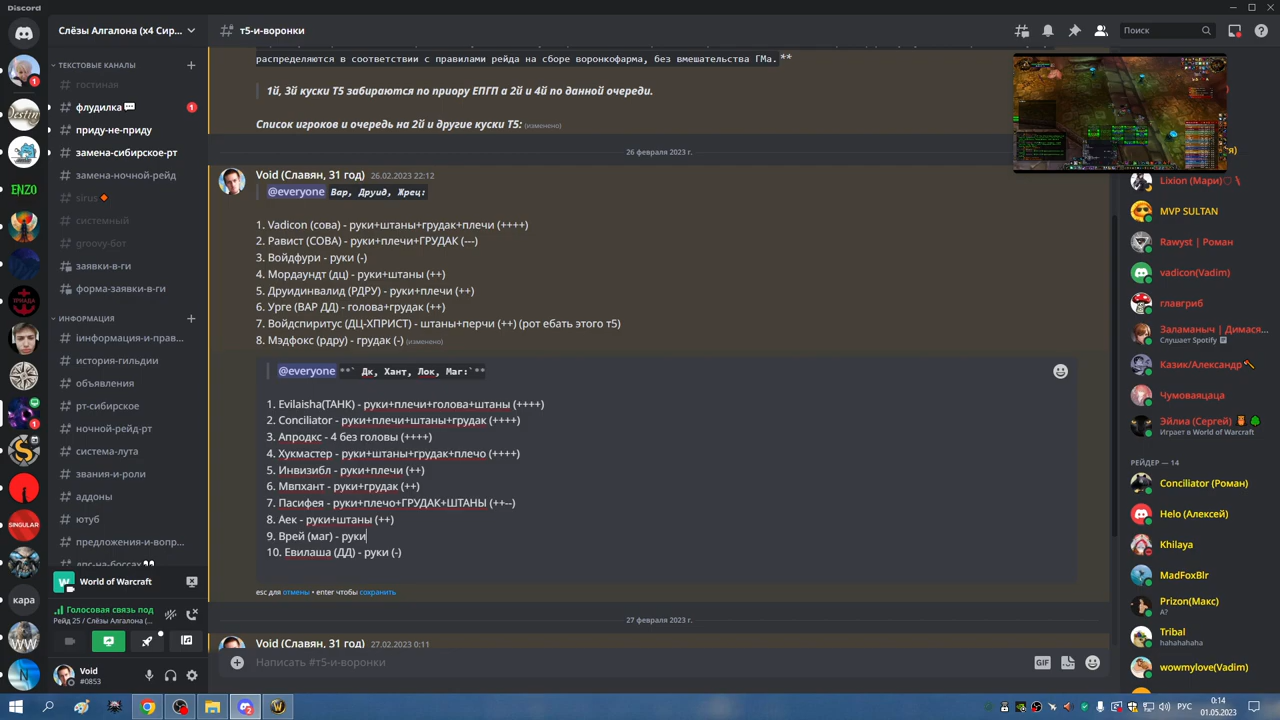 Discord
Слёзы Алгалона (x4 Сир...
т5-и-воронки
Поиск
ТЕКСТОВЫЕ КАНАЛЫ
гостиная
флудилка
1
приду-не-приду
замена-сибирское-рт
замена-ночной-рейд
sirus
системный
groovy-бот
заявки-в-ги
форма-заявки-в-ги
ИНФОРМАЦИЯ
информация-и-прав...
история-гильдии
объявления
рт-сибирское
ночной-рейд-рт
система-лута
звания-и-роли
аддоны
ютуб
предложения-и-вопр...
дпс-на-боссах
World of Warcraft
Голосовая связь под
Рейд 25 / Слёзы Алгалона (...
Void
#0853
1
Destiny
ENZO
ТРИАДА
1
SINGULAR
кара
распределяются в соответствии с правилами рейда на сборе воронкофарма, без вмешательства ГМа.**
1й, 3й куски Т5 забираются по приору ЕПГП а 2й и 4й по данной очереди.
Список игроков и очередь на 2й и другие куски Т5: (изменено)
26 февраля 2023 г.
Void (Славян, 31 год) 26.02.2023 22:12
@everyone Вар, Друид, Жрец:
1. Vadicon (сова) - руки+штаны+грудак+плечи (++++)
2. Равист (СОВА) - руки+плечи+ГРУДАК (---)
3. Войдфури - руки (-)
4. Мордаундт (дц) - руки+штаны (++)
5. Друидинвалид (РДРУ) - руки+плечи (++)
6. Урге (ВАР ДД) - голова+грудак (++)
7. Войдспиритус (ДЦ-ХПРИСТ) - штаны+перчи (++) (рот ебать этого т5)
8. Мэдфокс (рдру) - грудак (-) (изменено)
@everyone **` Дк, Хант, Лок, Маг:`**
1. Evilaisha(ТАНК) - руки+плечи+голова+штаны (++++)
2. Conciliator - руки+плечи+штаны+грудак (++++)
3. Апродкс - 4 без головы (++++)
4. Хукмастер - руки+штаны+грудак+плечо (++++)
5. Инвизибл - руки+плечи (++)
6. Мвпхант - руки+грудак (++)
7. Пасифея - руки+плечо+ГРУДАК+ШТАНЫ (++--)
8. Аек - руки+штаны (++)
9. Врей (маг) - руки
10. Евилаша (ДД) - руки (-)
esc для отмены • enter чтобы сохранить
27 февраля 2023 г.
Void (Славян, 31 год) 27.02.2023 0:11
Написать #т5-и-воронки
GIF
Lixion (Мари)
MVP SULTAN
Rawyst | Роман
vadicon(Vadim)
главгриб
Заламаныч | Димася...
Слушает Spotify
Казик/Александр
Чумоваяцаца
Эйлиа (Сергей)
Играет в World of Warcraft
РЕЙДЕР — 14
Conciliator (Роман)
Helo (Алексей)
Khilaya
MadFoxBlr
Prizon(Макс)
A?
Tribal
hahahahaha
wowmylove(Vadim)
РУС
0:14
01.05.2023